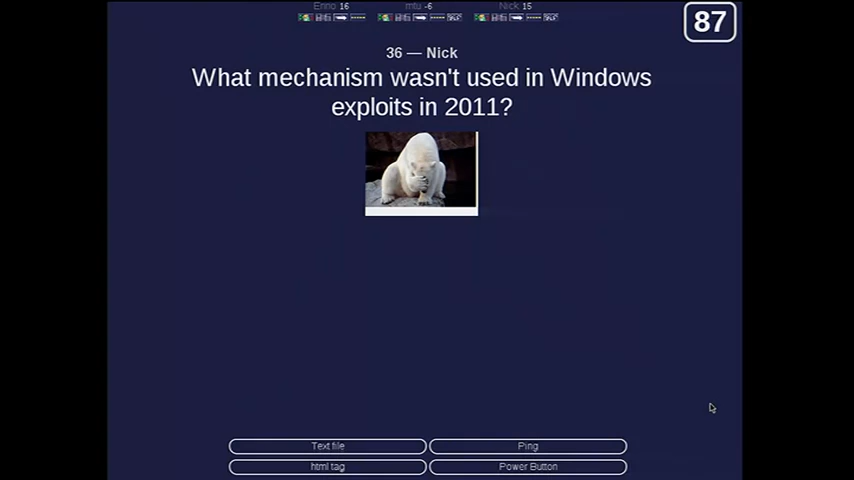 Enno 16
mtu -6
Nick 15
87
36 — Nick
What mechanism wasn't used in Windows
exploits in 2011?
Text file
Ping
html tag
Power Button